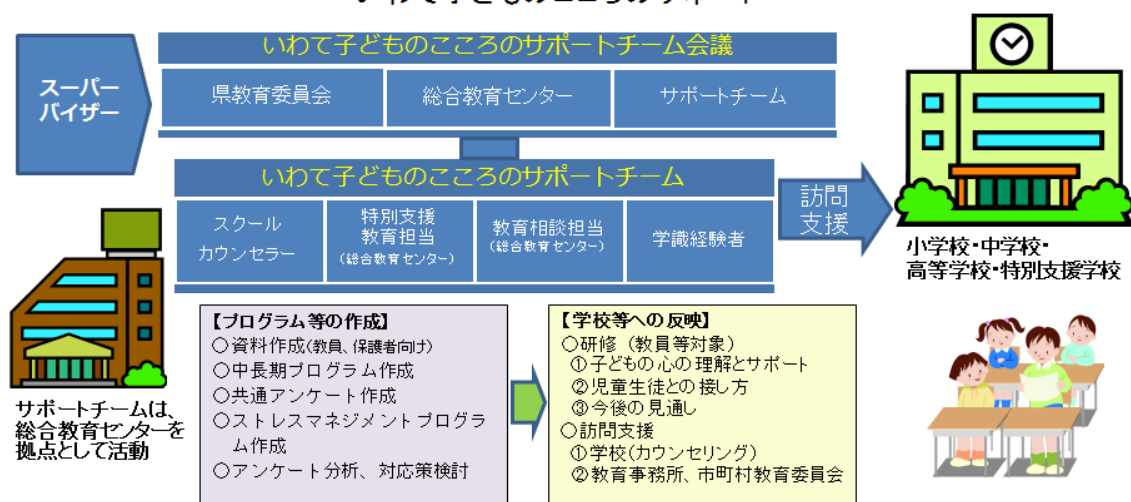 いわて子どものこころのサポート
いわて子どものこころのサポートチーム会議
スーパー
バイザー
県教育委員会
総合教育センター
サポートチーム
いわて子どものこころのサポートチーム
スクール
カウンセラー
特別支援
教育担当
(総合教育センター)
教育相談担当
(総合教育センター)
学識経験者
訪問
支援
小学校・中学校・
高等学校・特別支援学校
サポートチームは、
総合教育センターを
拠点として活動
【プログラム等の作成】
○資料作成(教員、保護者向け)
○中長期プログラム作成
○共通アンケート作成
○ストレスマネジメントプログラ
ム作成
○アンケート分析、対応策検討
【学校等への反映】
○研修（教員等対象）
①子どもの心の理解とサポート
②児童生徒との接し方
③今後の見通し
○訪問支援
①学校(カウンセリング)
②教育事務所、市町村教育委員会